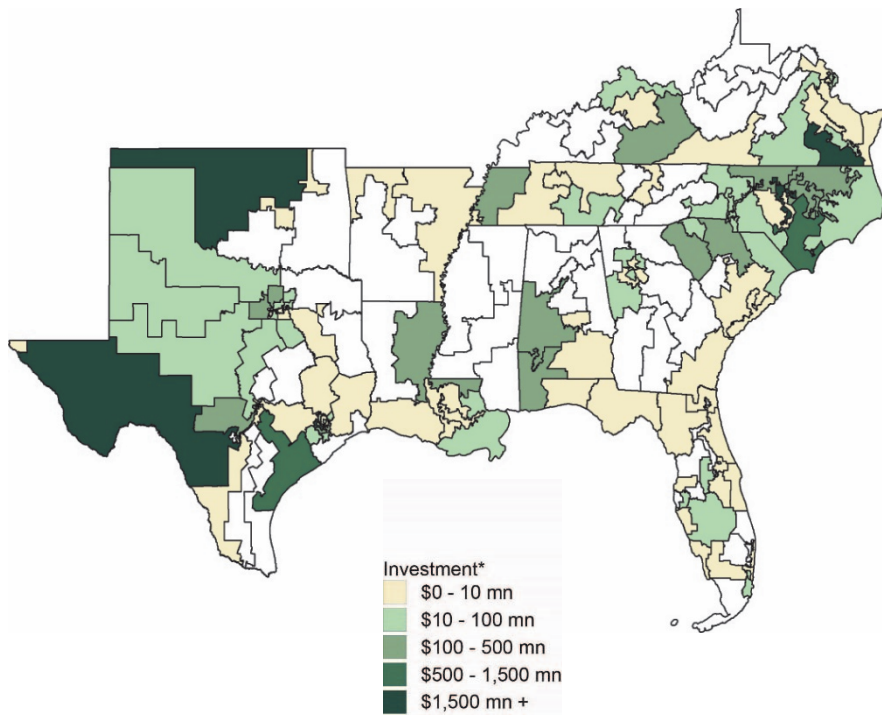 Investment*
$0 - 10 mn
$10 - 100 mn
$100 - 500 mn
$500 - 1,500 mn
$1,500 mn +